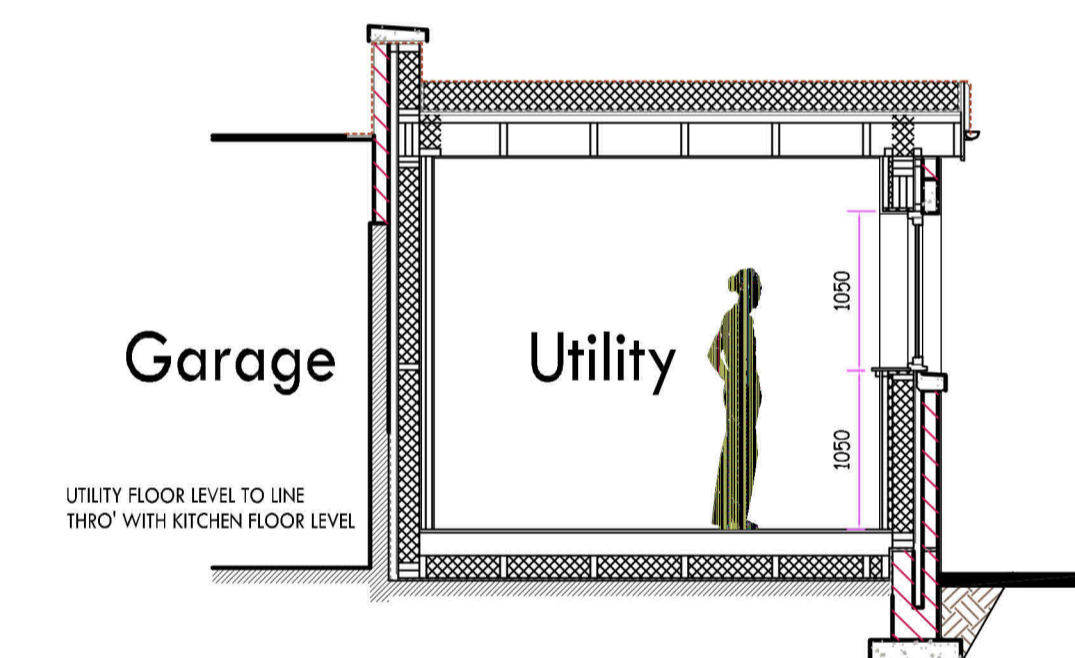 Garage
Utility
1050
1050
UTILITY FLOOR LEVEL TO LINE
THRO' WITH KITCHEN FLOOR LEVEL